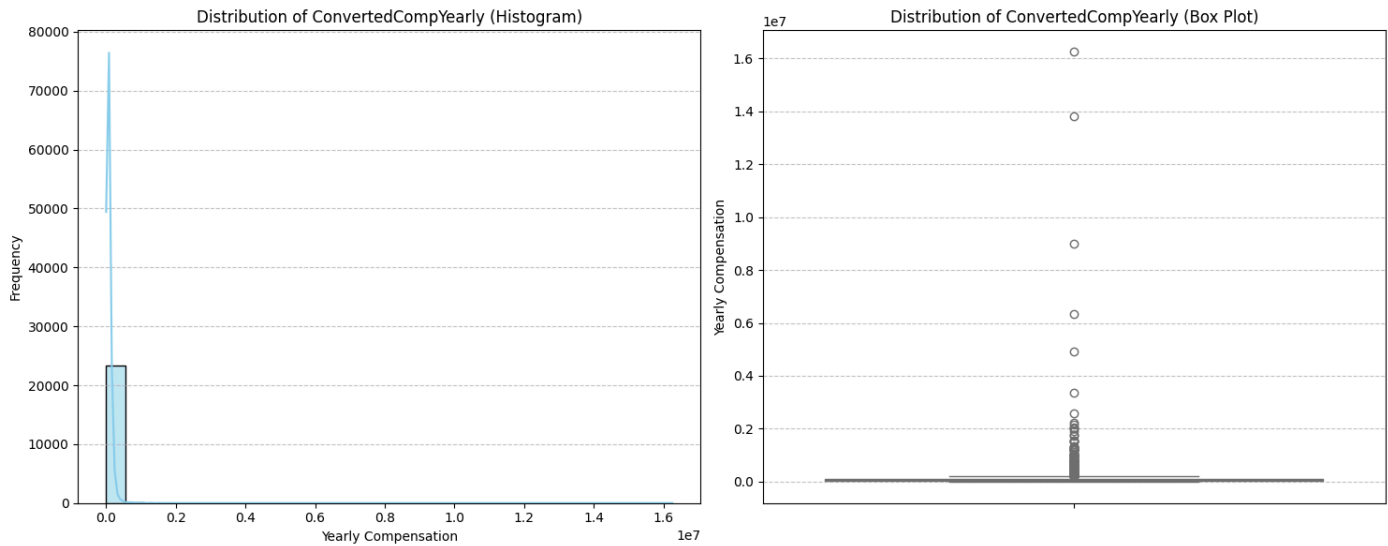 Distribution of ConvertedCompYearly (Histogram)
80000
70000
60000
50000
40000
30000
20000
10000
0
Frequency
0.0 0.2 0.4 0.6 0.8 1.0 1.2 1.4 1.6
1e7
Yearly Compensation
Distribution of ConvertedCompYearly (Box Plot)
1e7
1.6
1.4
1.2
1.0
0.8
0.6
0.4
0.2
0.0
Yearly Compensation